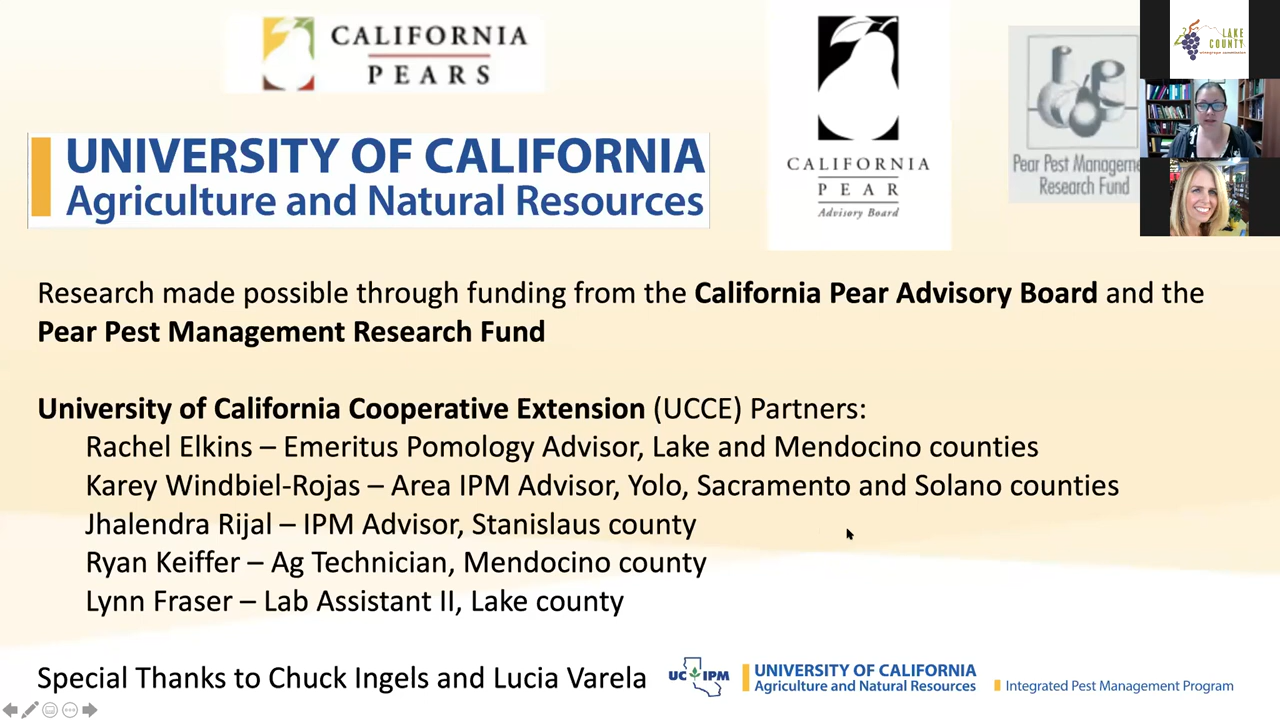 CALIFORNIA
PEARS
UNIVERSITY OF CALIFORNIA
Agriculture and Natural Resources
CALIFORNIA
PEAR
Advisory Board
Pear Pest Manageme
Research Fund
LAKE
COUNTY
Research made possible through funding from the California Pear Advisory Board and the
Pear Pest Management Research Fund
University of California Cooperative Extension (UCCE) Partners:
Rachel Elkins – Emeritus Pomology Advisor, Lake and Mendocino counties
Karey Windbiel-Rojas – Area IPM Advisor, Yolo, Sacramento and Solano counties
Jhalendra Rijal – IPM Advisor, Stanislaus county
Ryan Keiffer – Ag Technician, Mendocino county
Lynn Fraser – Lab Assistant II, Lake county
Special Thanks to Chuck Ingels and Lucia Varela
UC IPM
UNIVERSITY OF CALIFORNIA
Agriculture and Natural Resources
Integrated Pest Management Program